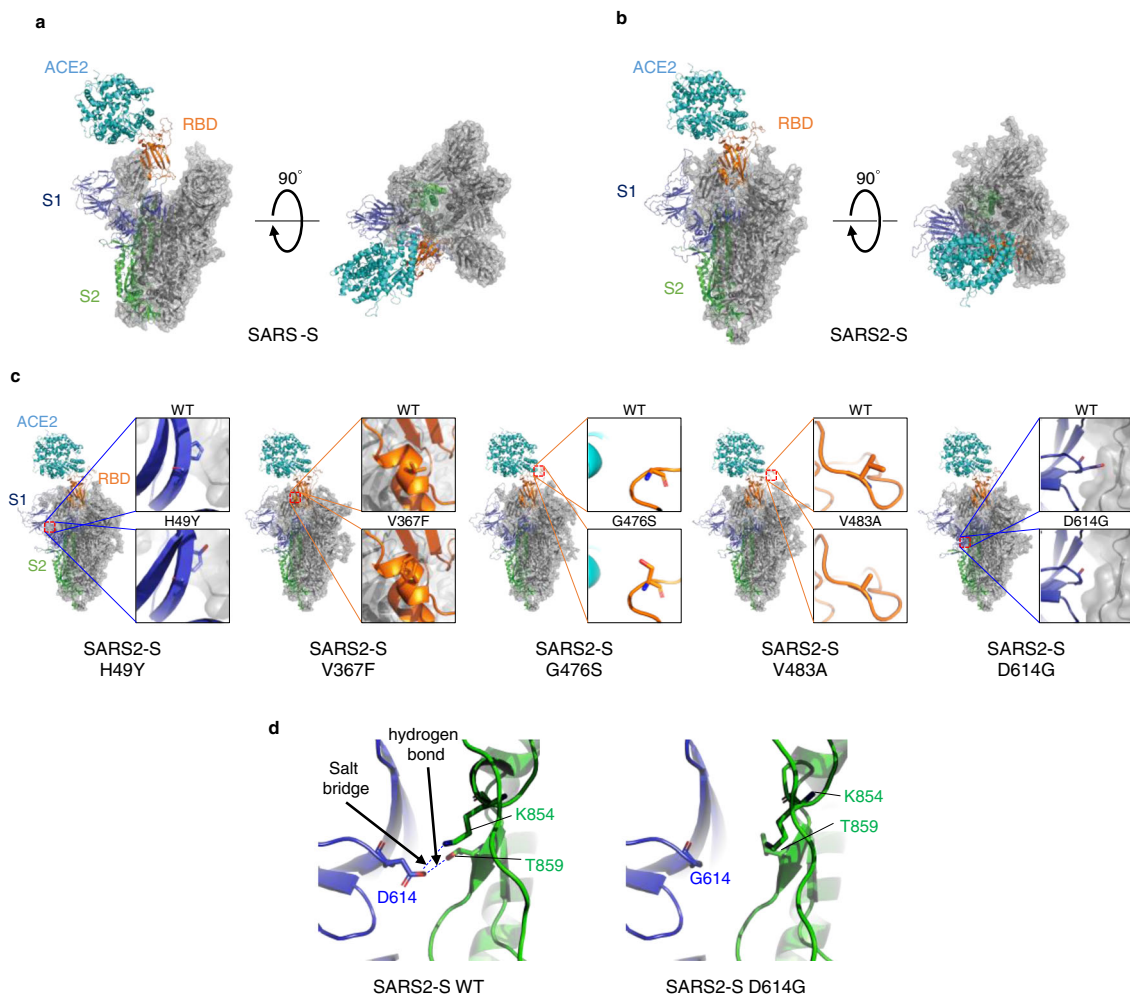 a
ACE2
RBD
S1
S2
90°
SARS -S
b
ACE2
RBD
S1
S2
90°
SARS2-S
c
ACE2
RBD
S1
S2
WT
H49Y
SARS2-S
H49Y
WT
V367F
SARS2-S
V367F
WT
G476S
SARS2-S
G476S
WT
V483A
SARS2-S
V483A
WT
D614G
SARS2-S
D614G
d
hydrogen
bond
Salt
bridge
K854
T859
D614
SARS2-S WT
K854
T859
G614
SARS2-S D614G